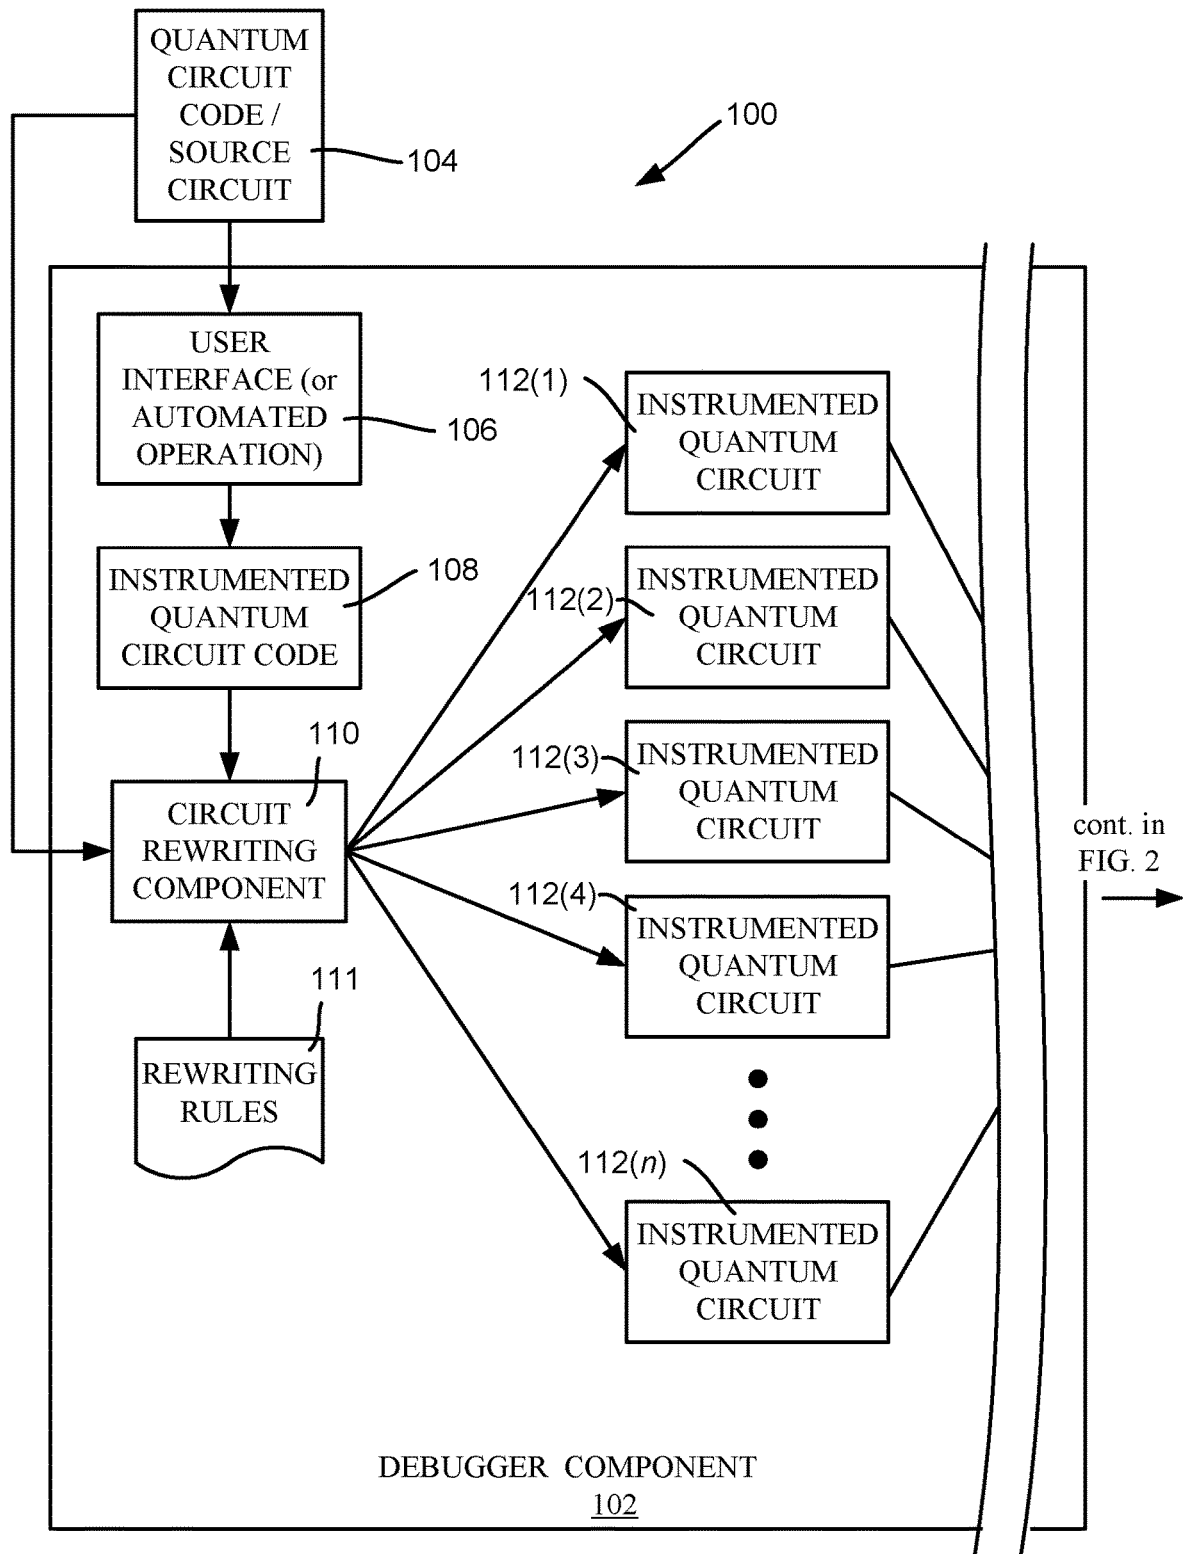 QUANTUM
CIRCUIT
CODE /
SOURCE
CIRCUIT
104
100
USER
INTERFACE (or
AUTOMATED
OPERATION)
106
INSTRUMENTED
QUANTUM
CIRCUIT CODE
108
110
CIRCUIT
REWRITING
COMPONENT
111
REWRITING
RULES
112(1)
INSTRUMENTED
QUANTUM
CIRCUIT
112(2)
INSTRUMENTED
QUANTUM
CIRCUIT
112(3)
INSTRUMENTED
QUANTUM
CIRCUIT
112(4)
INSTRUMENTED
QUANTUM
CIRCUIT
112(n)
INSTRUMENTED
QUANTUM
CIRCUIT
cont. in
FIG. 2
DEBUGGER COMPONENT
102